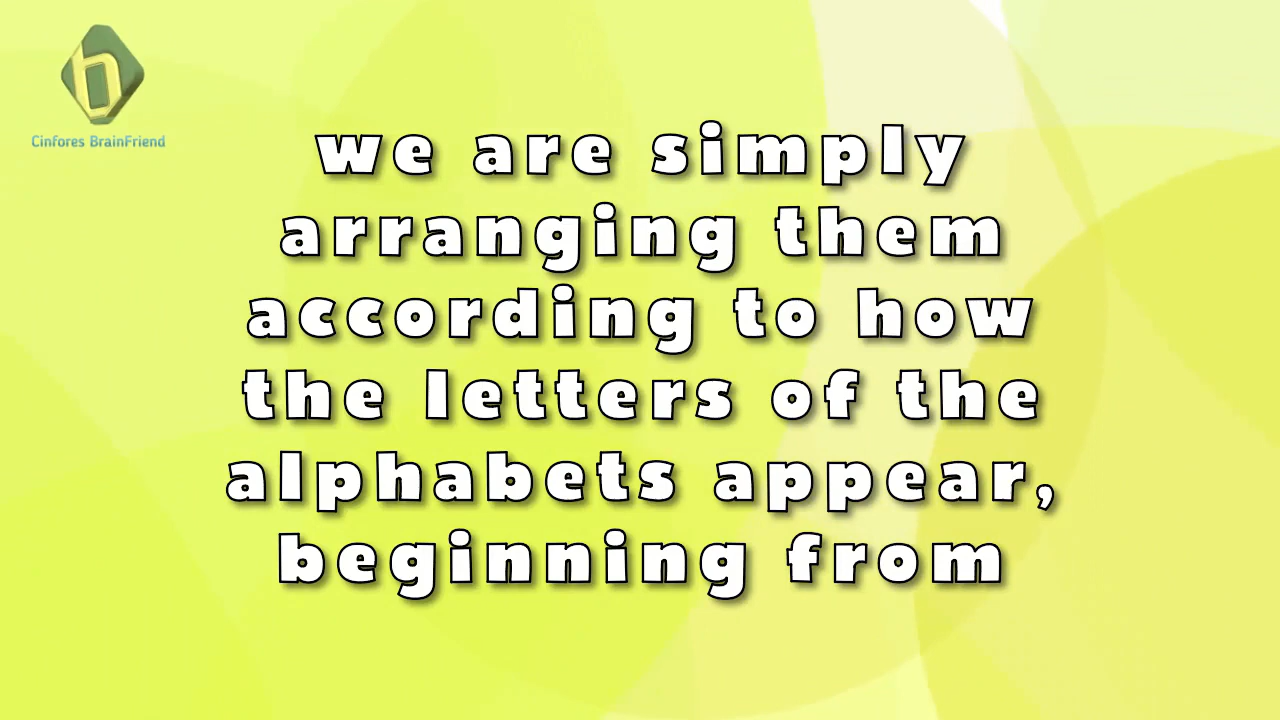 Cinfores BrainFriend
we are simply
arranging them
according to how
the letters of the
alphabets appear,
beginning from